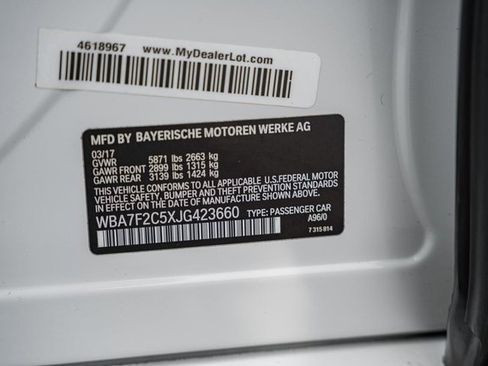 4618967 www.MyDealerLot.com
MFD BY BAYERISCHE MOTOREN WERKE AG
03/17
GVWR 5871 lbs 2663 kg
GAWR FRONT 2899 lbs 1315 kg
GAWR REAR 3139 lbs 1424 kg
THIS VEHICLE CONFORMS TO ALL APPLICABLE U.S.FEDERAL MOTOR
VEHICLE SAFETY, BUMPER AND THEFT PREVENTION STANDARDS
IN EFFECT ON THE DATE OF MANUFACTURE SHOWN ABOVE.
WBA7F2C5XJG423660 TYPE: PASSENGER CAR
A96/0
7 315 814